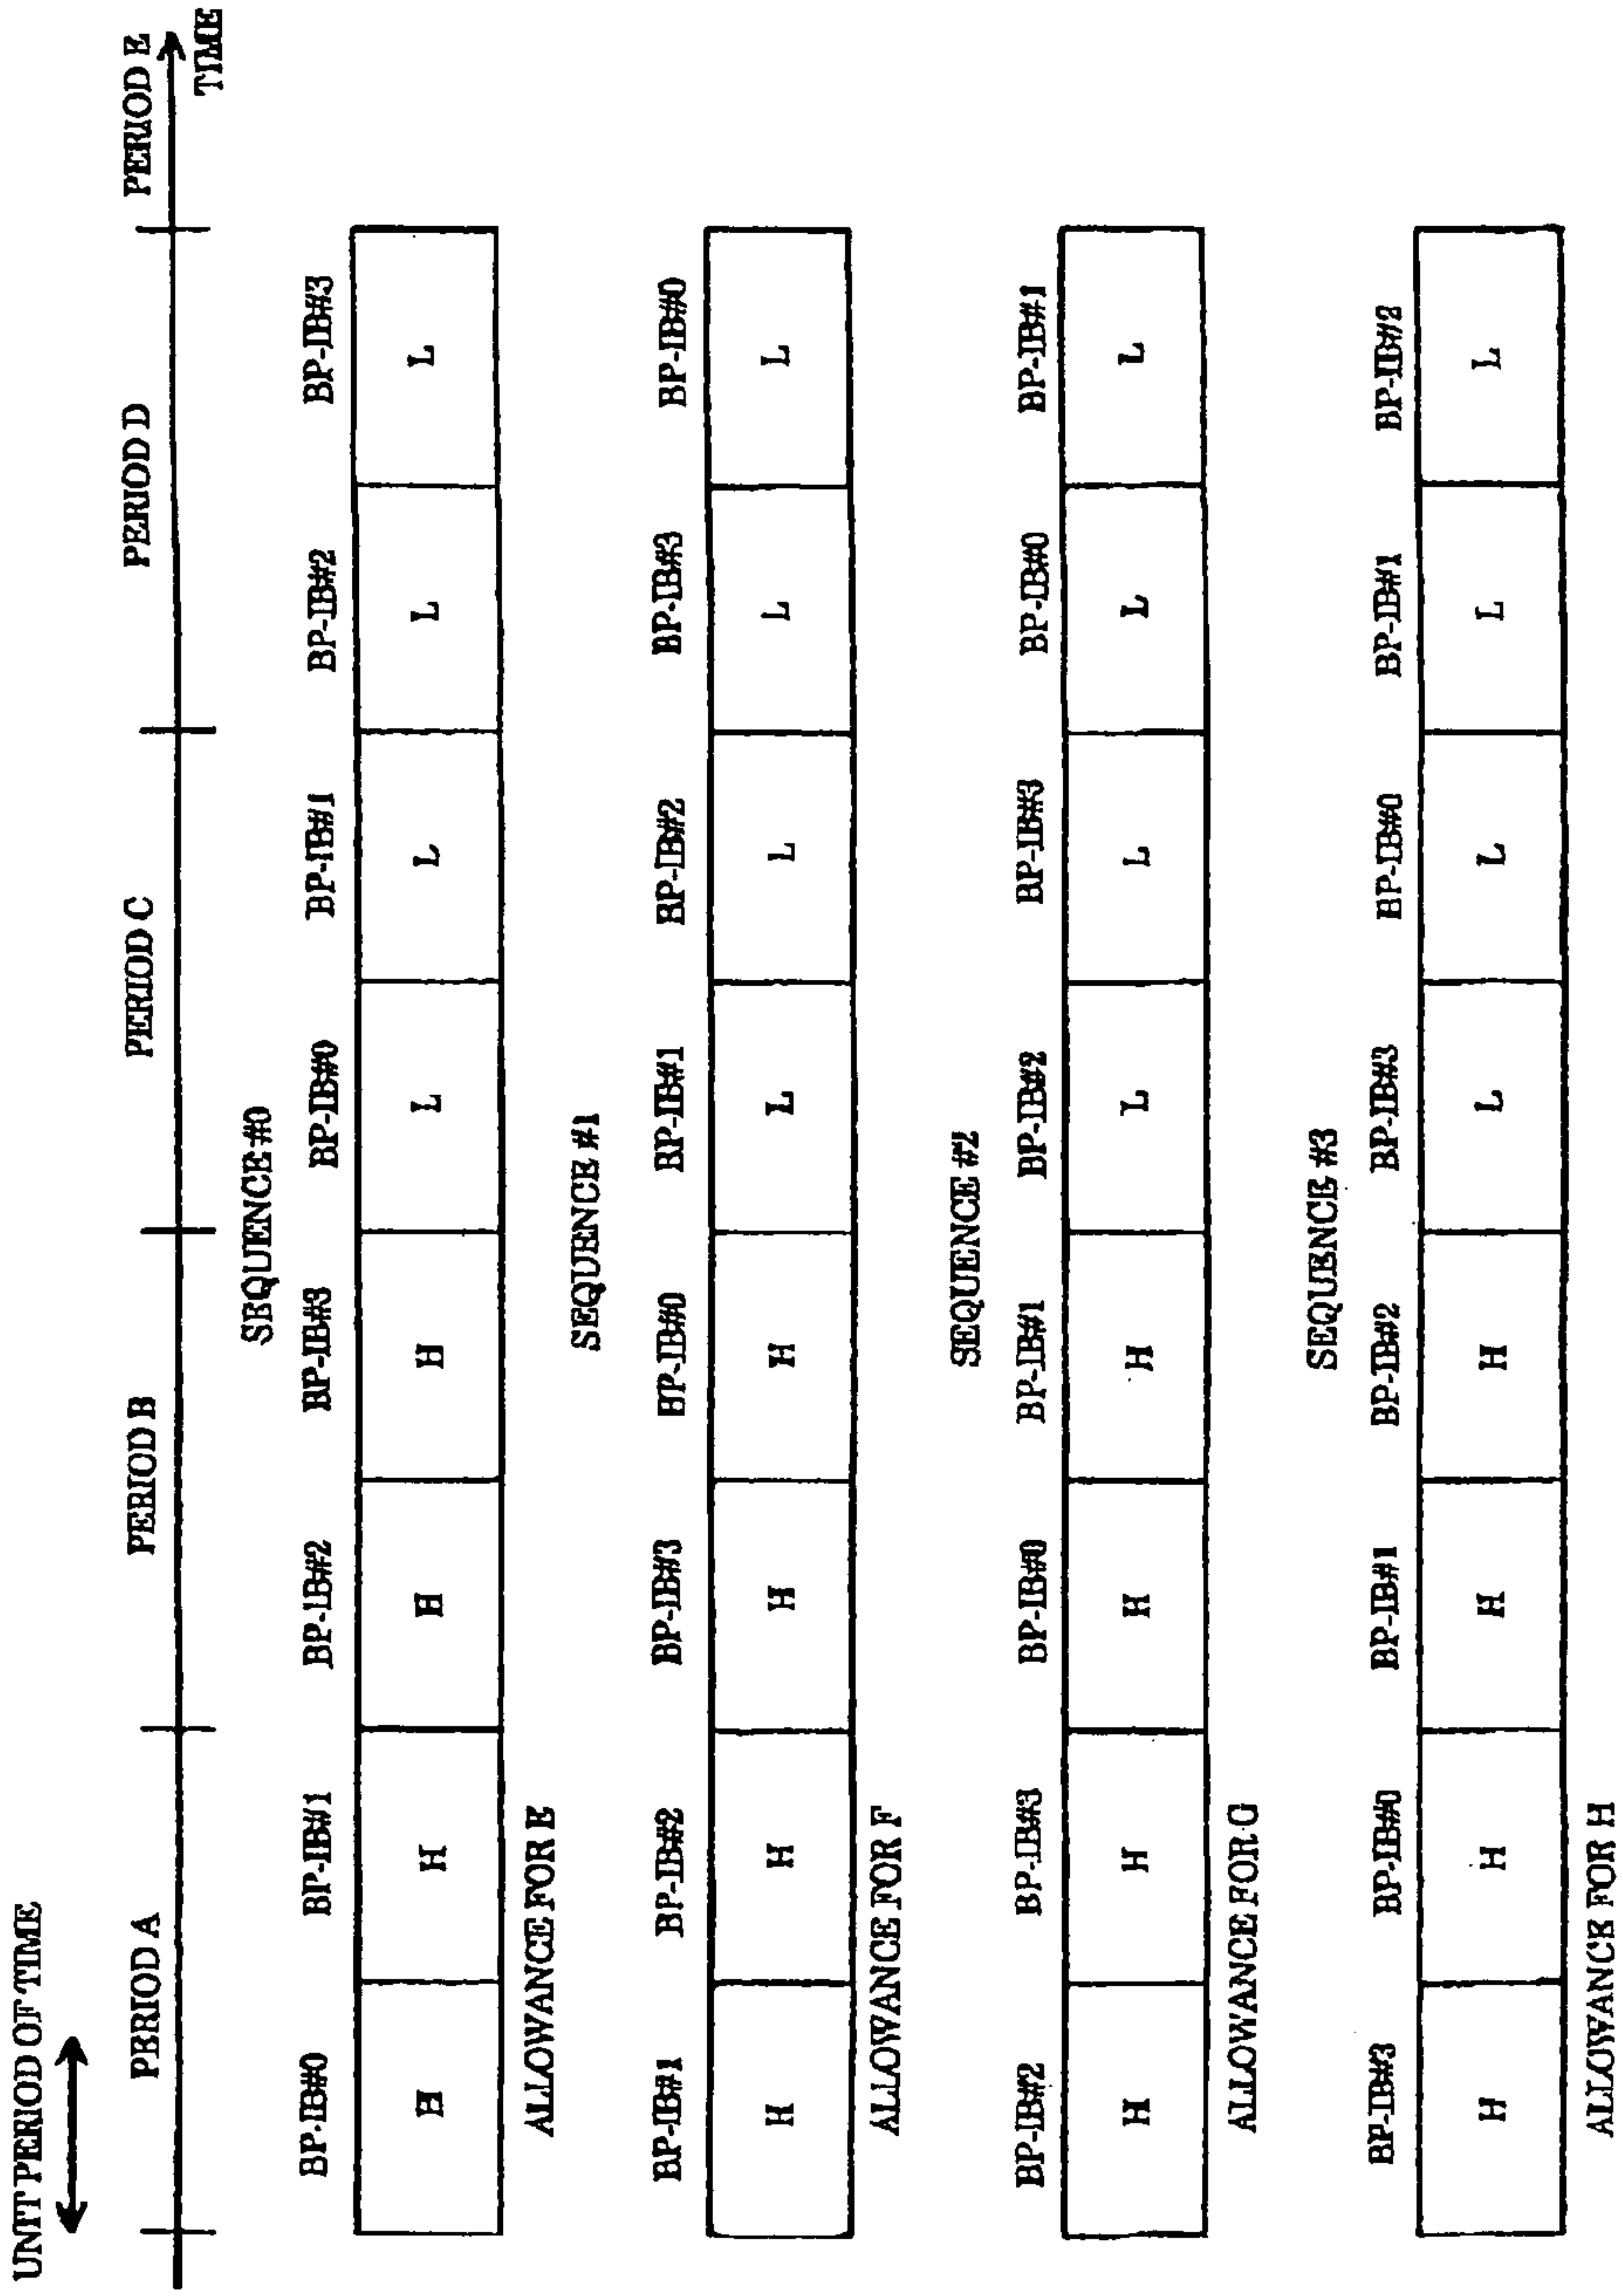 UNIT PERIOD OF TIME
PERIOD A PERIOD B PERIOD C PERIOD D PERIOD E
TIME
SEQUENCE #0
BP-IB#0 BP-IB#1 BP-IB#2 BP-IB#3 BP-IB#0 BP-IB#1 BP-IB#2 BP-IB#3
H H H H L L L L
ALLOWANCE FOR E
SEQUENCE #1
BP-IB#1 BP-IB#2 BP-IB#3 BP-IB#0 BP-IB#1 BP-IB#2 BP-IB#3 BP-IB#0
H H H H L L L L
ALLOWANCE FOR F
SEQUENCE #2
BP-IB#2 BP-IB#3 BP-IB#0 BP-IB#1 BP-IB#2 BP-IB#3 BP-IB#0 BP-IB#1
H H H H L L L L
ALLOWANCE FOR G
SEQUENCE #3
BP-IB#3 BP-IB#0 BP-IB#1 BP-IB#2 BP-IB#3 BP-IB#0 BP-IB#1 BP-IB#2
H H H H L L L L
ALLOWANCE FOR H